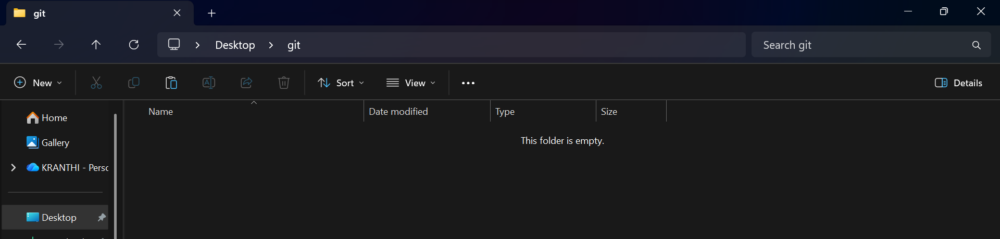 git
Desktop > git
Search git
New
Sort
View
Details
Name
Date modified
Type
Size
This folder is empty.
Home
Gallery
KRANTHI - Perso
Desktop